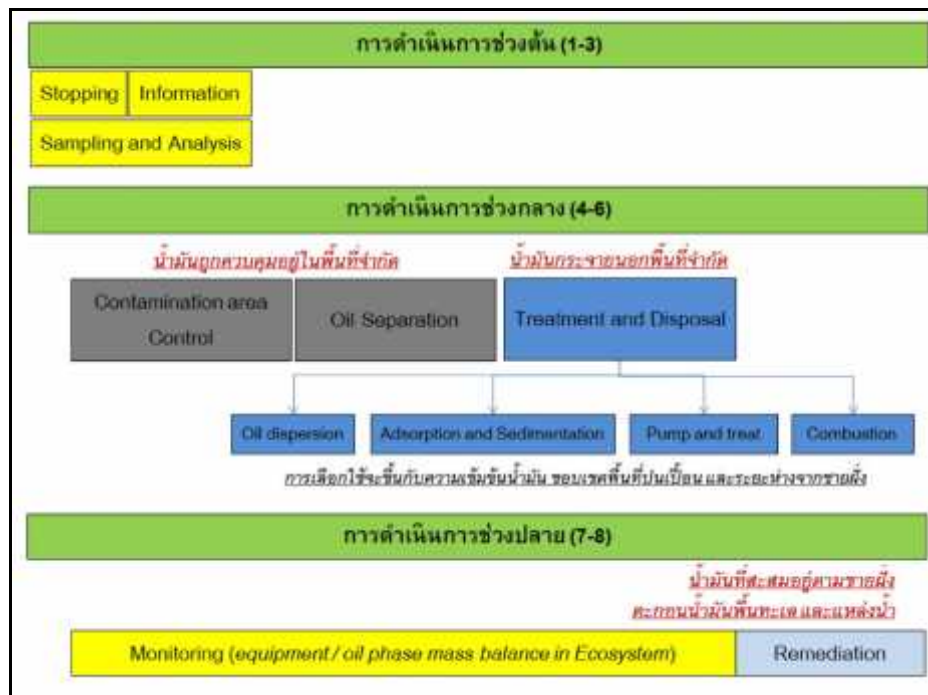 การดำเนินการช่วงต้น (1-3)
Stopping
Information
Sampling and Analysis
การดำเนินการช่วงกลาง (4-6)
น้ำมันถูกควบคุมอยู่ในพื้นที่จำกัด
น้ำมันกระจายนอกพื้นที่จำกัด
Contamination area
Control
Oil Separation
Treatment and Disposal
Oil dispersion
Adsorption and Sedimentation
Pump and treat
Combustion
การเลือกใช้จะขึ้นกับความเข้มข้นน้ำมัน ขอบเขตพื้นที่ปนเปื้อน และระยะห่างจากชายฝั่ง
การดำเนินการช่วงปลาย (7-8)
น้ำมันที่สะสมอยู่ตามชายฝั่ง
ตะกอนน้ำมันพื้นทะเล และแหล่งน้ำ
Monitoring (equipment / oil phase mass balance in Ecosystem)
Remediation